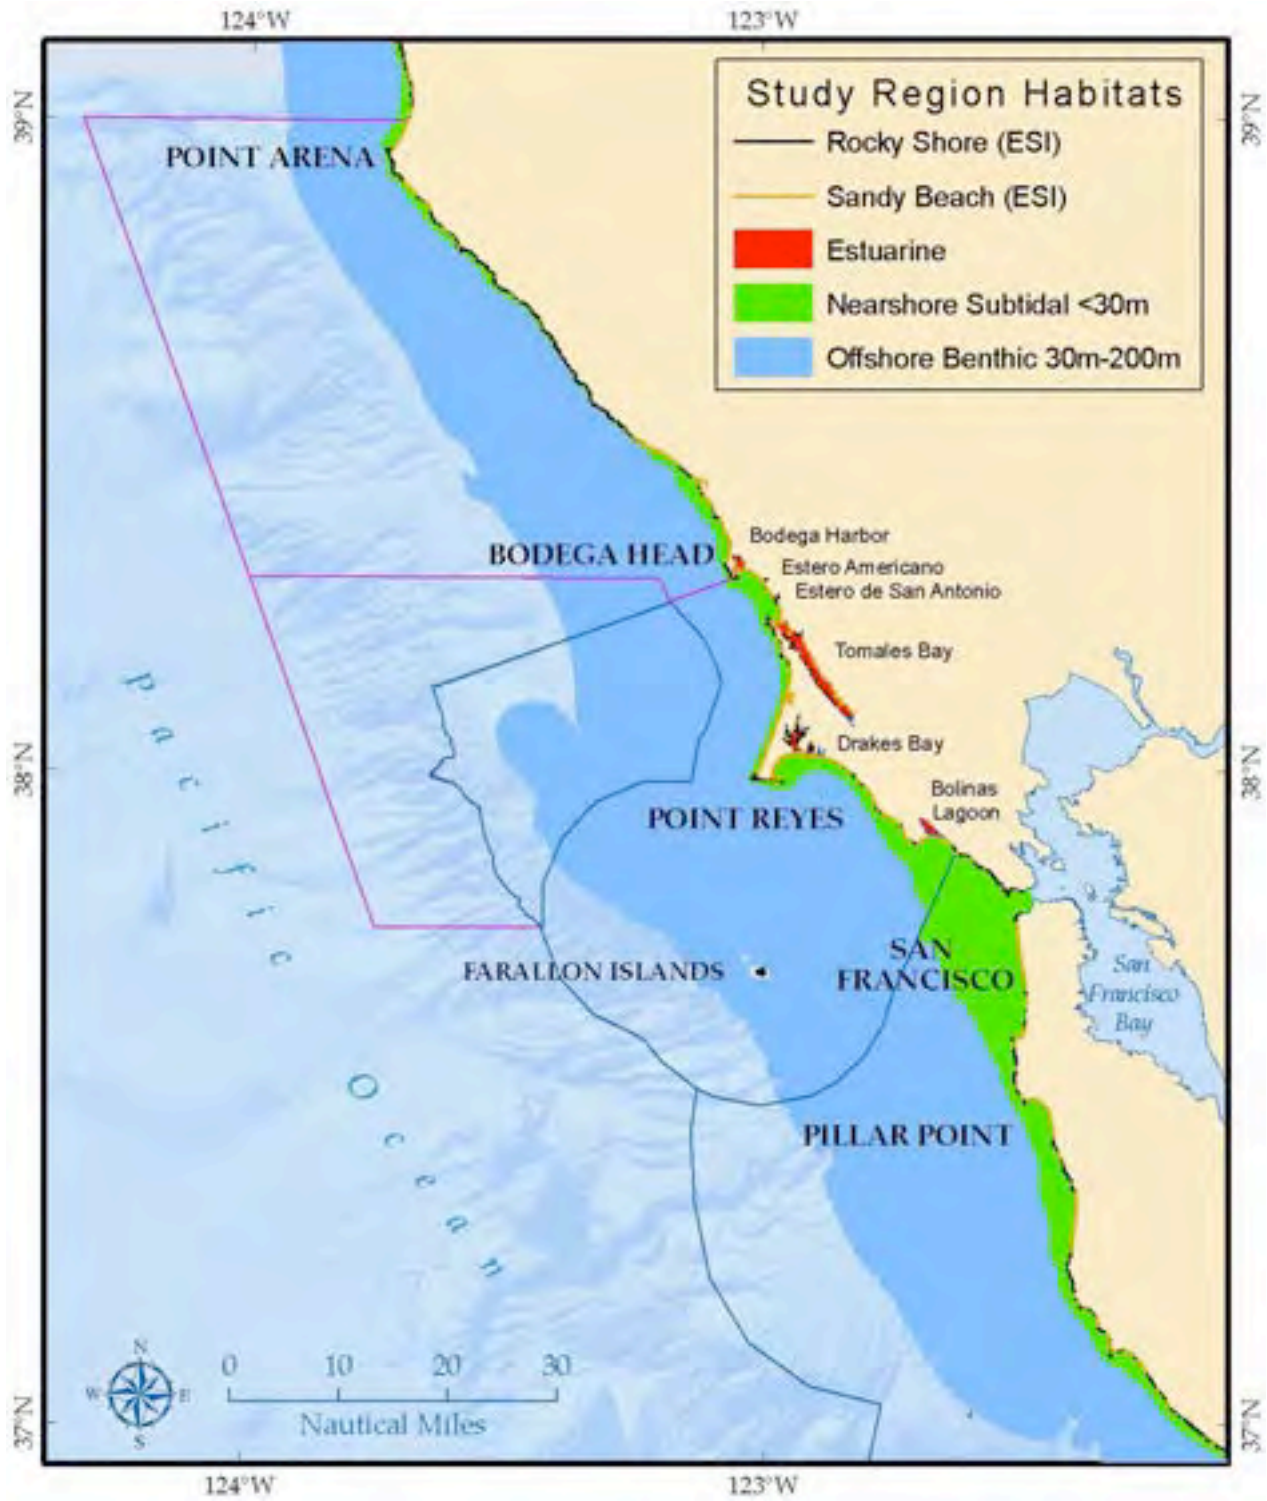 124°W
123°W
39°N
39°N
Study Region Habitats
Rocky Shore (ESI)
Sandy Beach (ESI)
Estuarine
Nearshore Subtidal <30m
Offshore Benthic 30m-200m
POINT ARENA
BODEGA HEAD
Bodega Harbor
Estero Americano
Estero de San Antonio
Tomales Bay
Drakes Bay
38°N
38°N
Bolinas
Lagoon
POINT REYES
Pacific
SAN
FRANCISCO
FARALLON ISLANDS
San
Francisco
Bay
Ocean
PILLAR POINT
N
W
E
S
0
10
20
30
Nautical Miles
37°N
37°N
124°W
123°W